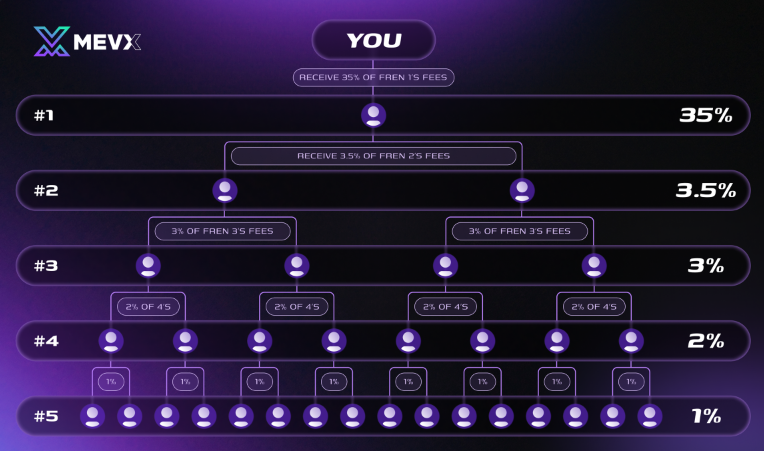 MEVX
YOU
RECEIVE 35% OF FREN 1'S FEES
#1
35%
RECEIVE 3.5% OF FREN 2'S FEES
#2
3.5%
3% OF FREN 3'S FEES
3% OF FREN 3'S FEES
#3
3%
2% OF 4'S
2% OF 4'S
2% OF 4'S
2% OF 4'S
#4
2%
1%
1%
1%
1%
1%
1%
1%
1%
#5
1%